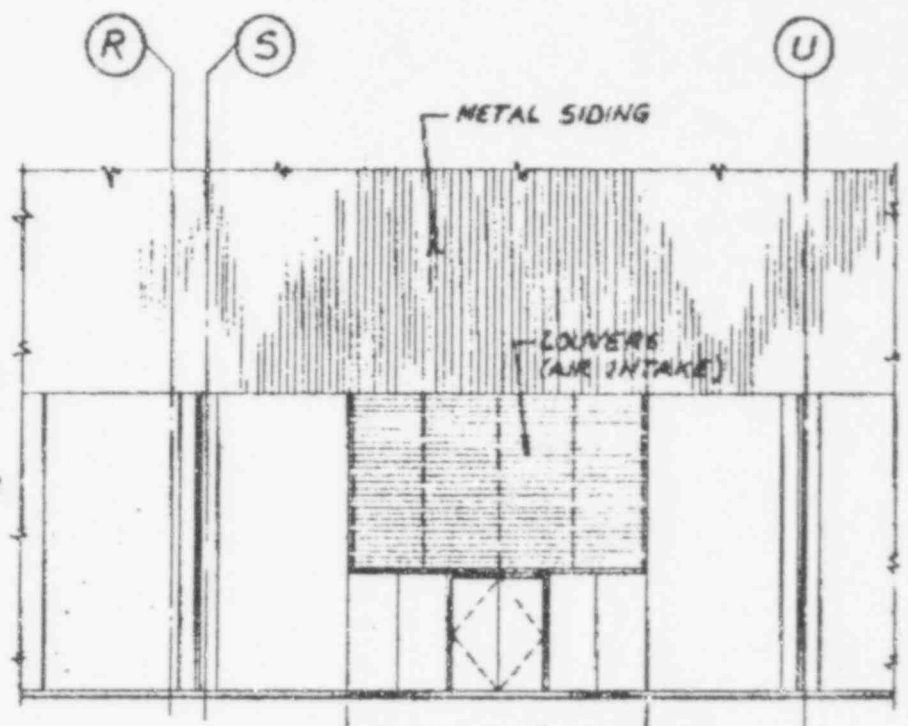 R
S
U
METAL SIDING
LOUVERS
(AIR INTAKE)